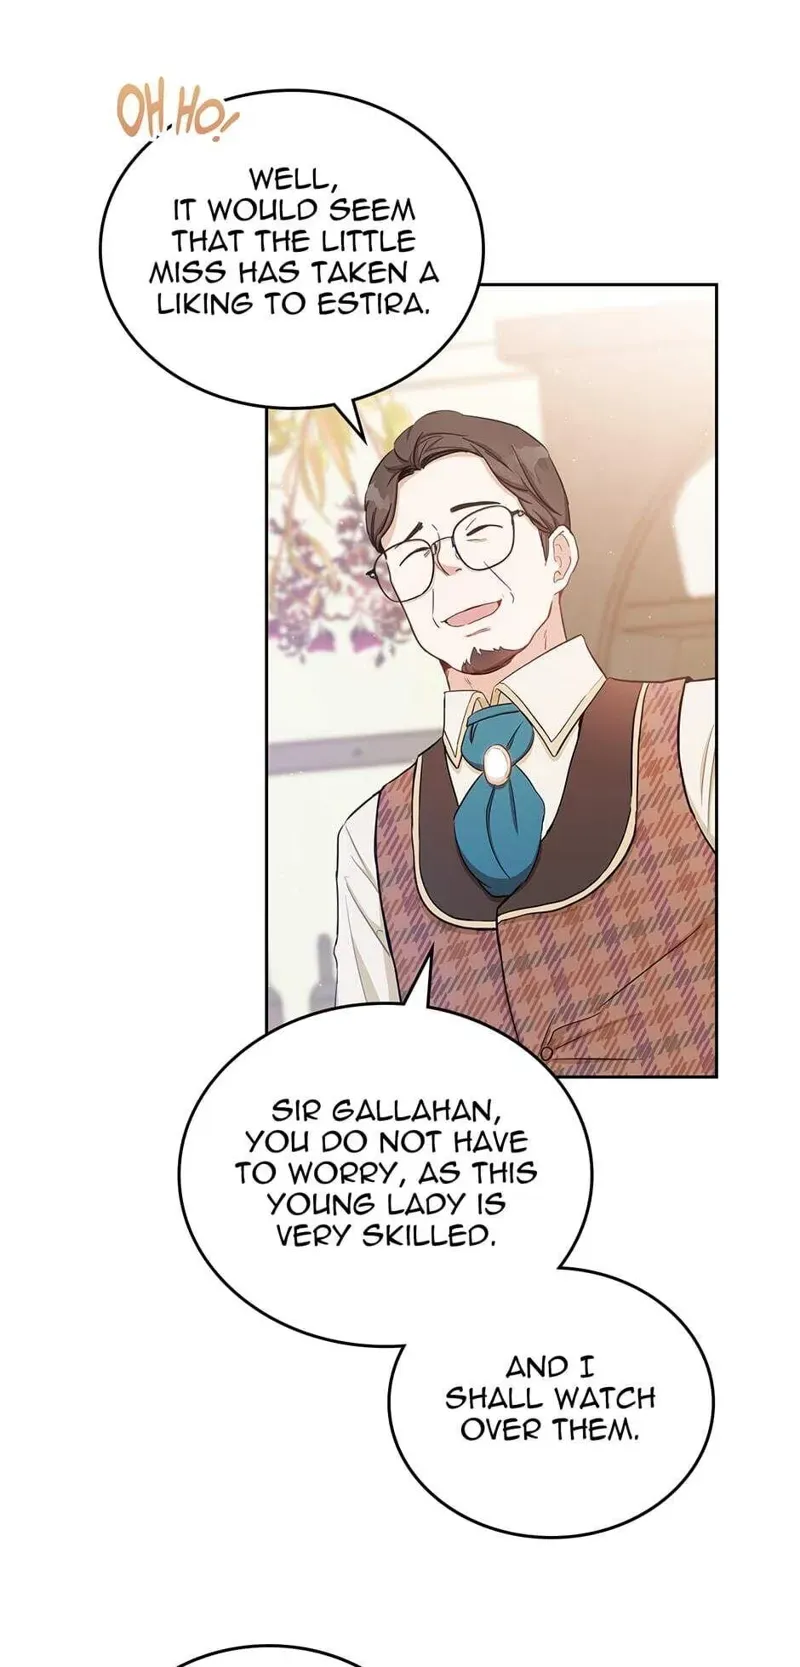 OH HO!
WELL,
IT WOULD SEEM
THAT THE LITTLE
MISS HAS TAKEN A
LIKING TO ESTIRA.
SIR GALLAHAN,
YOU DO NOT HAVE
TO WORRY, AS THIS
YOUNG LADY IS
VERY SKILLED.
AND I
SHALL WATCH
OVER THEM.